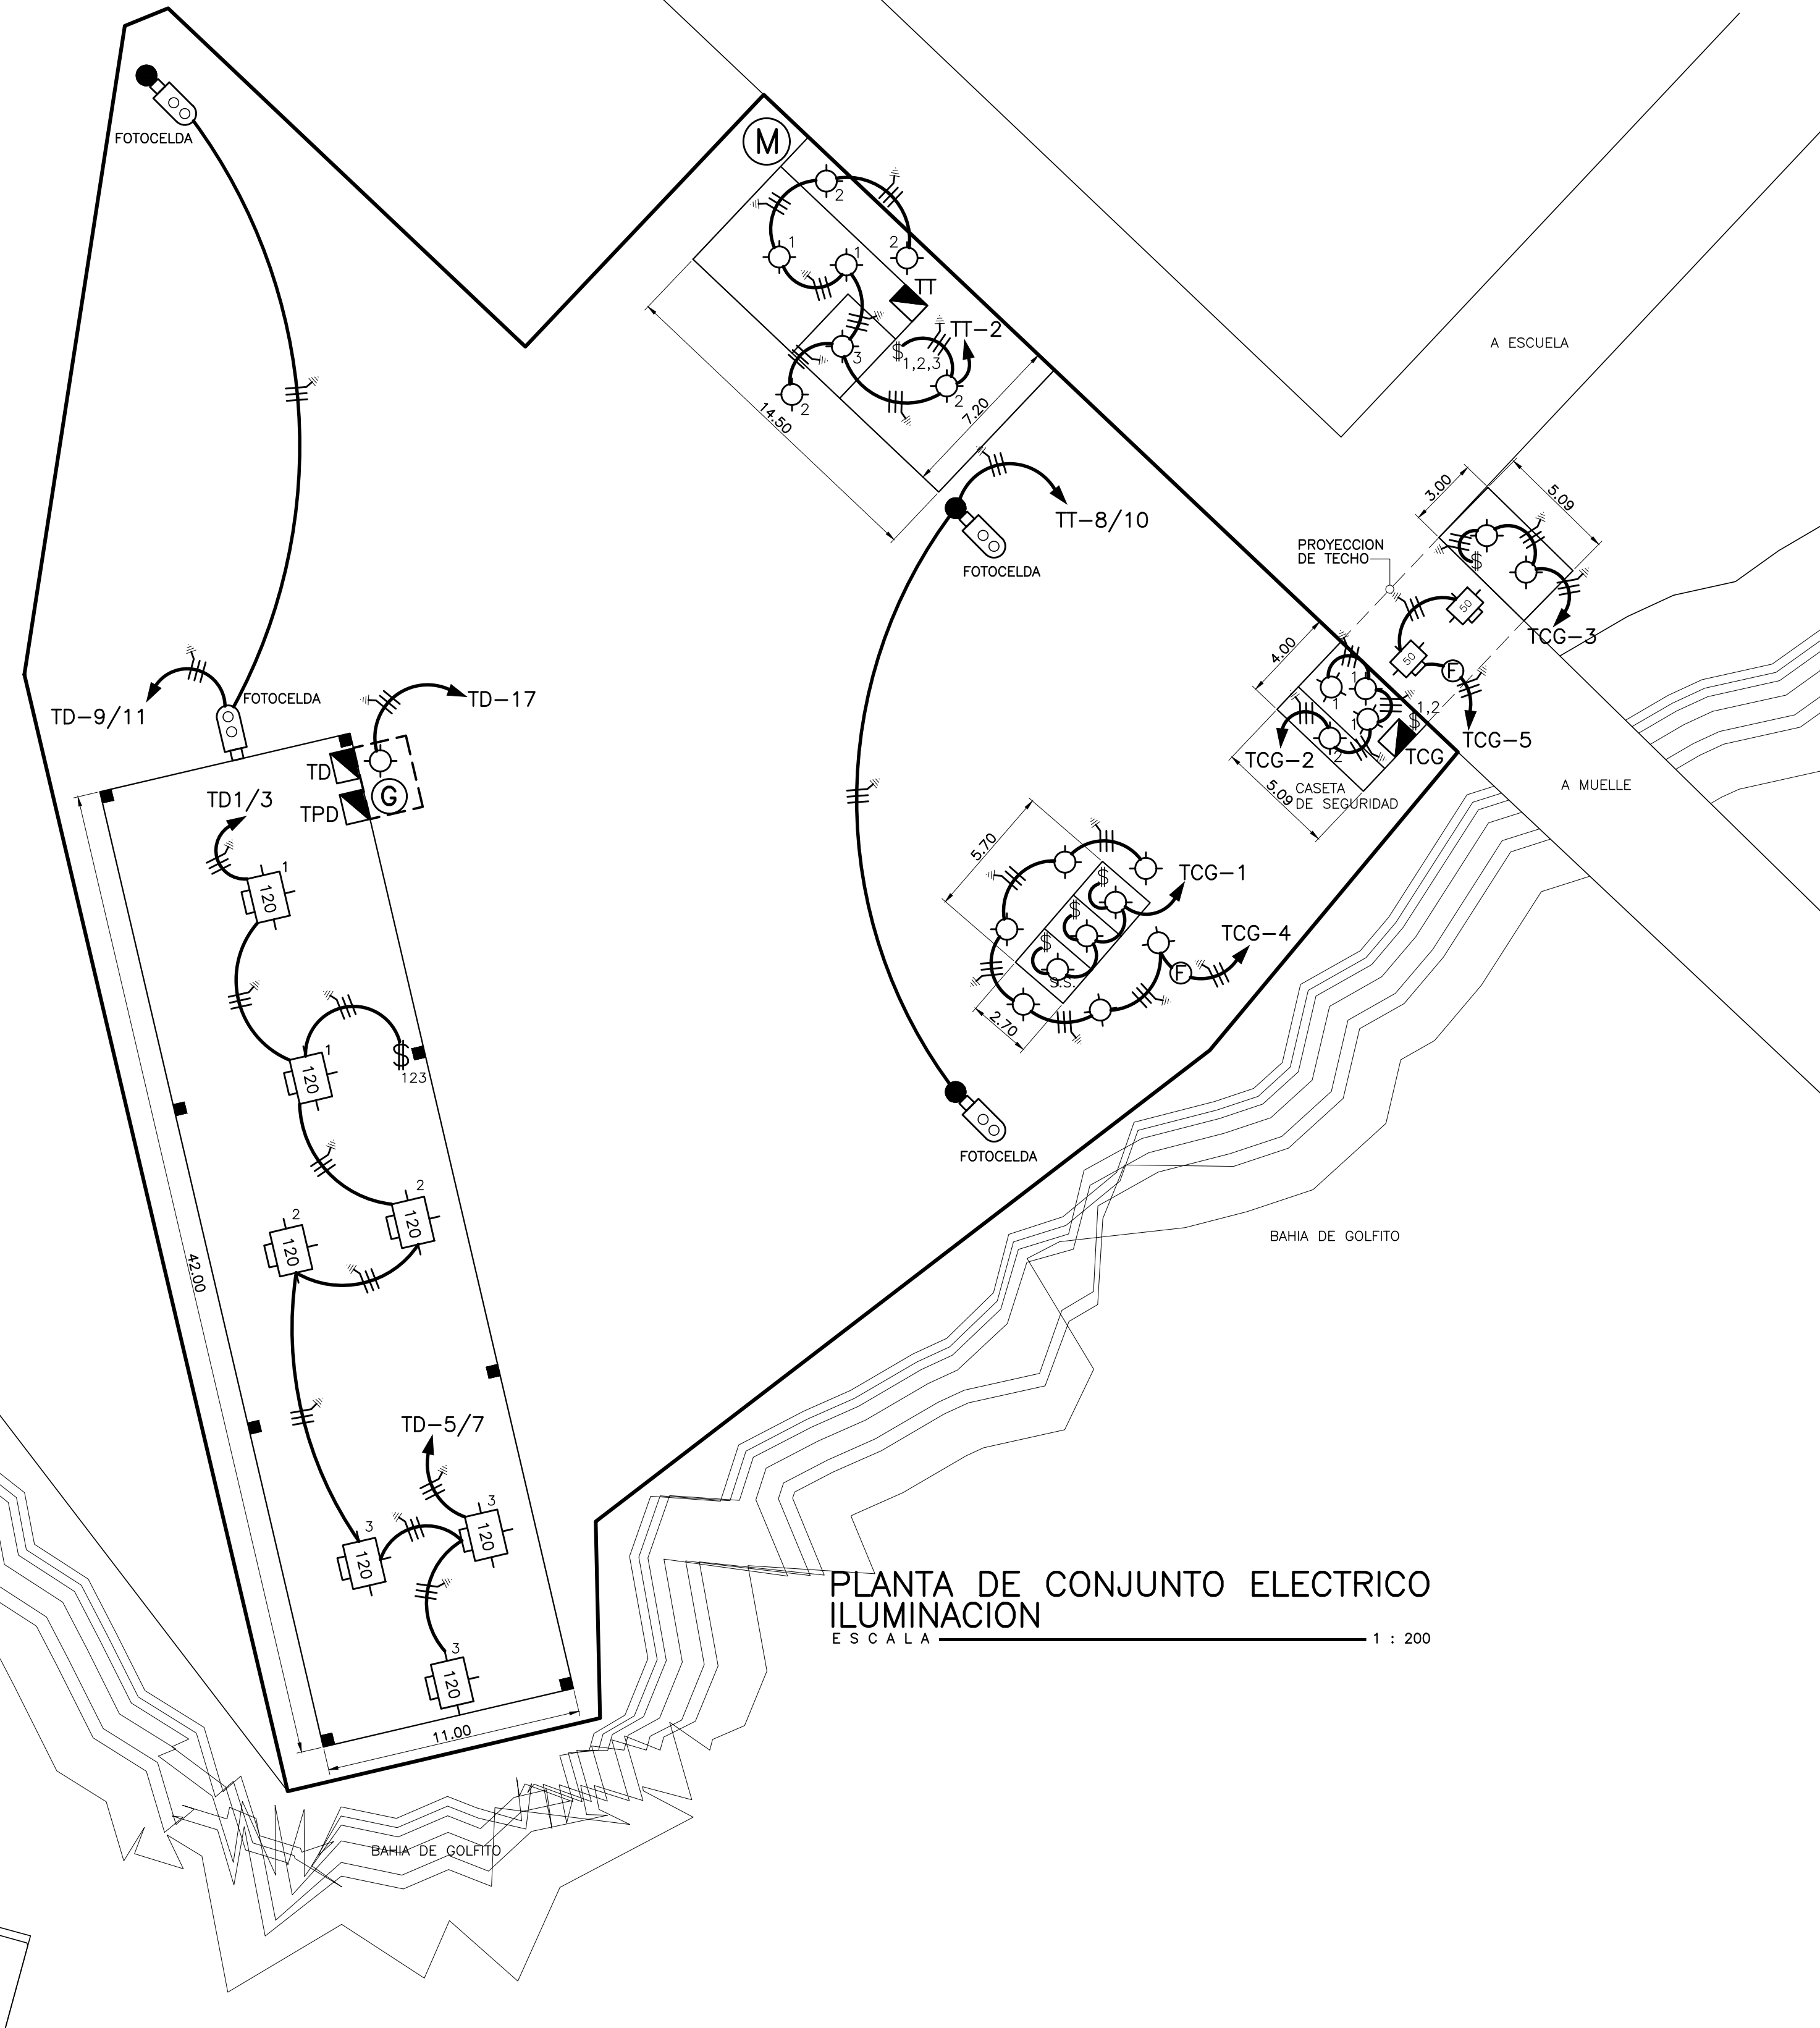 FOTOCELDA
M
2
1
1
2
TT
3
$1,2,3
TT-2
2
2
14.50
7.20
A ESCUELA
TT-8/10
FOTOCELDA
PROYECCION
DE TECHO
3.00
5.09
$
50
TCG-3
50
F
TCG-5
4.00
1
1
1
2
$1,2
TCG-2
TCG
5.09
CASETA
DE SEGURIDAD
A MUELLE
FOTOCELDA
TD-9/11
TD-17
TD
TPD
G
TD1/3
1
120
1
120
$
123
2
120
2
120
42.00
TD-5/7
3
120
3
120
3
120
11.00
5.70
TCG-1
$
$
$
S.S.
TCG-4
F
2.70
FOTOCELDA
BAHIA DE GOLFITO
PLANTA DE CONJUNTO ELECTRICO
ILUMINACION
ESCALA 1 : 200
BAHIA DE GOLFITO